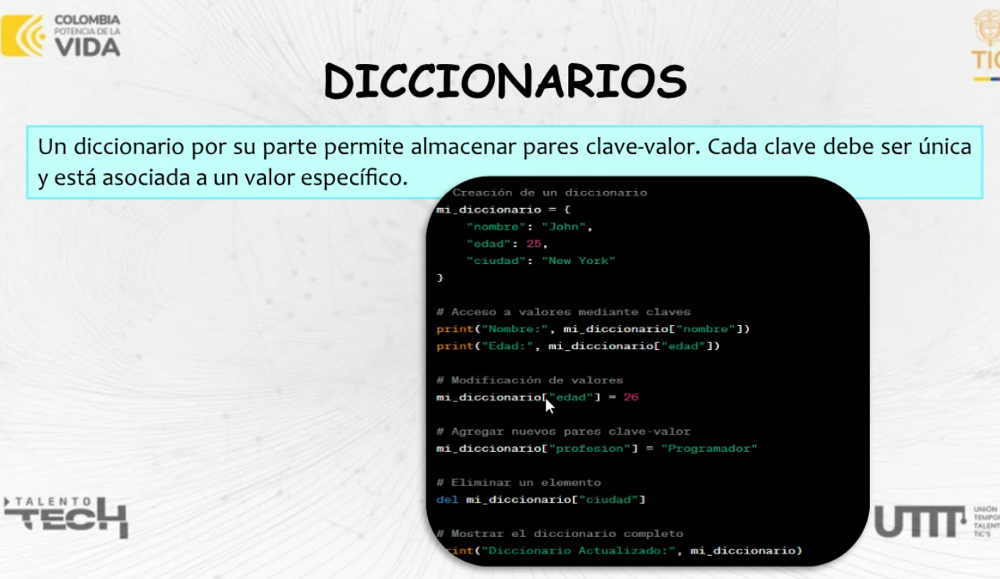 COLOMBIA
POTENCIA DE LA
VIDA
TIC
DICCIONARIOS
Un diccionario por su parte permite almacenar pares clave-valor. Cada clave debe ser única
y está asociada a un valor específico.
Creación de un diccionario
mi_diccionario = {
    "nombre": "John",
    "edad": 25,
    "ciudad": "New York"
}
# Acceso a valores mediante claves
print("Nombre:", mi_diccionario["nombre"])
print("Edad:", mi_diccionario["edad"])
# Modificación de valores
mi_diccionario["edad"] = 26
# Agregar nuevos pares clave-valor
mi_diccionario["profesion"] = "Programador"
# Eliminar un elemento
del mi_diccionario["ciudad"]
# Mostrar el diccionario completo
rint("Diccionario Actualizado:", mi_diccionario)
TALENTO
TECH
UTTT
UNIÓN
TEMPOR
TALENT
TIC'S